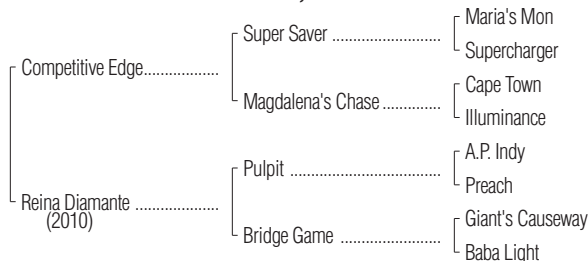 Maria's Mon
Super Saver ....................
Supercharger
Competitive Edge..................
Cape Town
Magdalena's Chase ..............
Illuminance
A.P. Indy
Pulpit ................................
Preach
Reina Diamante ....................
(2010)
Giant's Causeway
Bridge Game ......................
Baba Light